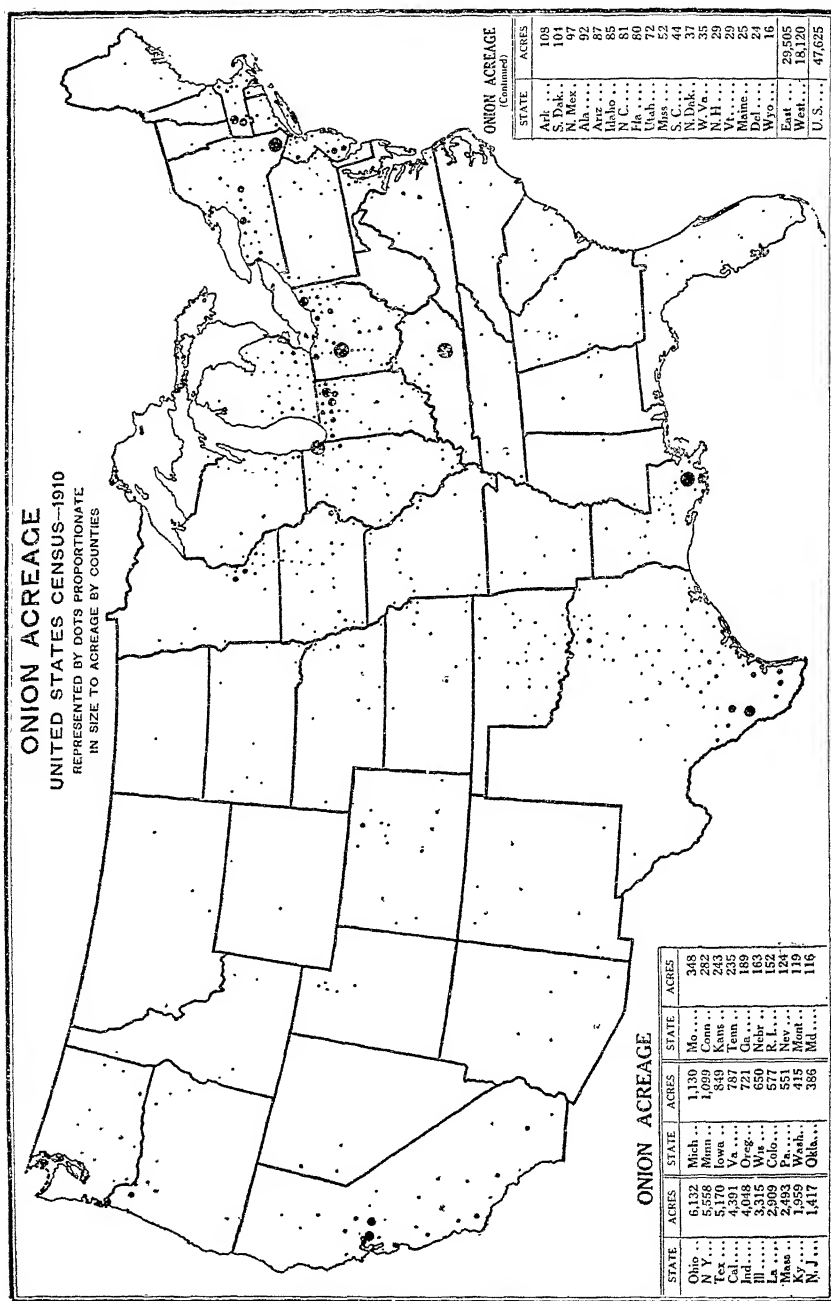 ONION ACREAGE
UNITED STATES CENSUS—1910
REPRESENTED BY DOTS PROPORTIONATE
IN SIZE TO ACREAGE BY COUNTIES
ONION ACREAGE
STATE ACRES STATE ACRES STATE ACRES
Ohio .. 6,132 Mich... 1,130 Mo.... 348
N Y... 5,558 Minn .. 1,099 Conn.. 282
Tex ... 5,170 Iowa ... 849 Kans .. 243
Cal.... 4,391 Va .... 787 Tenn .. 235
Ind.... 4,048 Oreg... 721 Ga .... 189
Ill.... 3,315 Wis ... 650 Nebr .. 163
La .... 2,909 Colo... 577 R. I... 152
Mass.. 2,493 Pa.... 551 Nev ... 124
Ky .... 1,959 Wash.. 415 Mont.. 119
N. J ... 1,417 Okla... 386 Md.... 116
ONION ACREAGE
(Continued)
STATE ACRES
Ark .... 108
S. Dak.. 104
N. Mex. 97
Ala .... 92
Ariz ... 87
Idaho .. 85
N C.... 81
Fla .... 80
Utah... 72
Miss ... 52
S. C.... 44
N. Dak. 37
W. Va.. 35
N. H ... 29
Vt..... 29
Maine.. 25
Del .... 24
Wyo ... 16
East ... 29,505
West... 18,120
U. S.... 47,625